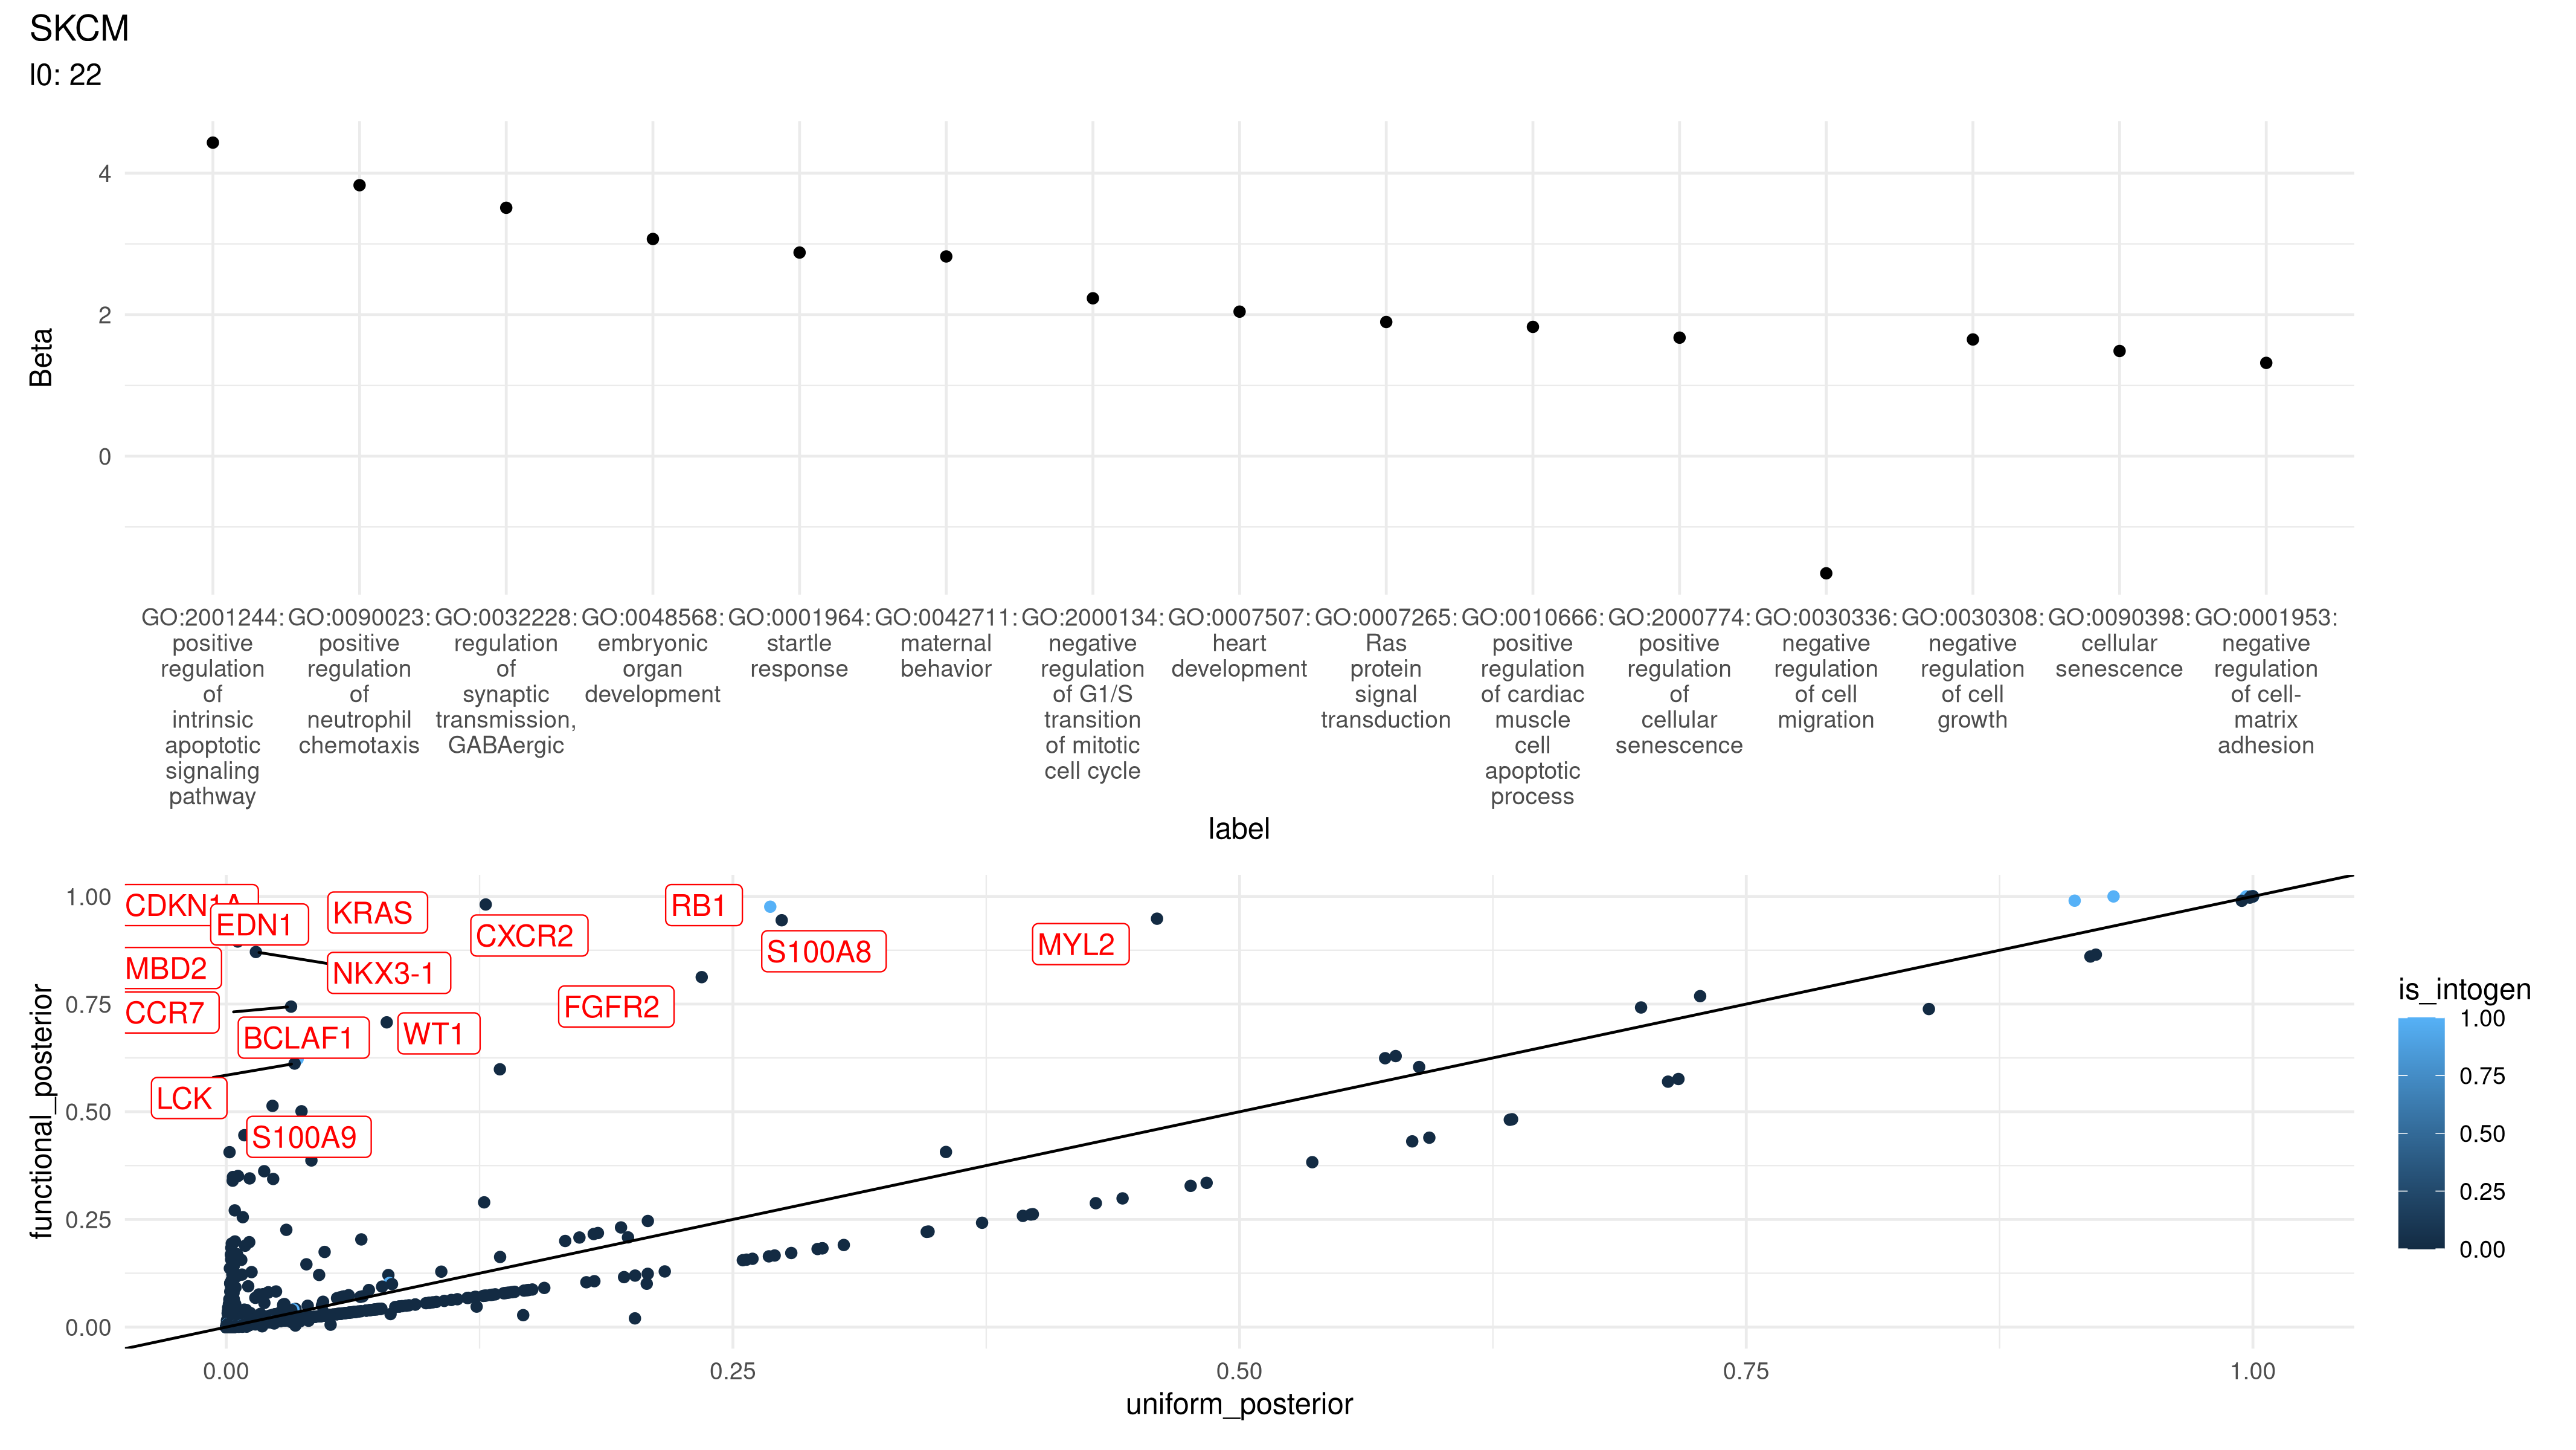 SKCM
l0: 22
4
2
0
Beta
GO:2001244: GO:0090023: GO:0032228: GO:0048568: GO:0001964: GO:0042711: GO:2000134: GO:0007507: GO:0007265: GO:0010666: GO:2000774: GO:0030336: GO:0030308: GO:0090398: GO:0001953:
positive positive regulation embryonic startle maternal negative heart Ras positive positive negative negative cellular negative
regulation regulation of organ response behavior regulation development protein regulation regulation regulation regulation senescence regulation
of of synaptic development of G1/S signal of cardiac of of cell of cell of cell-
intrinsic neutrophil transmission, transition transduction muscle cellular migration growth matrix
apoptotic chemotaxis GABAergic of mitotic cell senescence adhesion
signaling cell cycle apoptotic
pathway process
label
1.00
0.75
0.50
0.25
0.00
functional_posterior
CDKN1A
EDN1
KRAS
CXCR2
RB1
S100A8
MYL2
MBD2
NKX3-1
CCR7
FGFR2
BCLAF1
WT1
LCK
S100A9
0.00 0.25 0.50 0.75 1.00
uniform_posterior
is_intogen
1.00
0.75
0.50
0.25
0.00